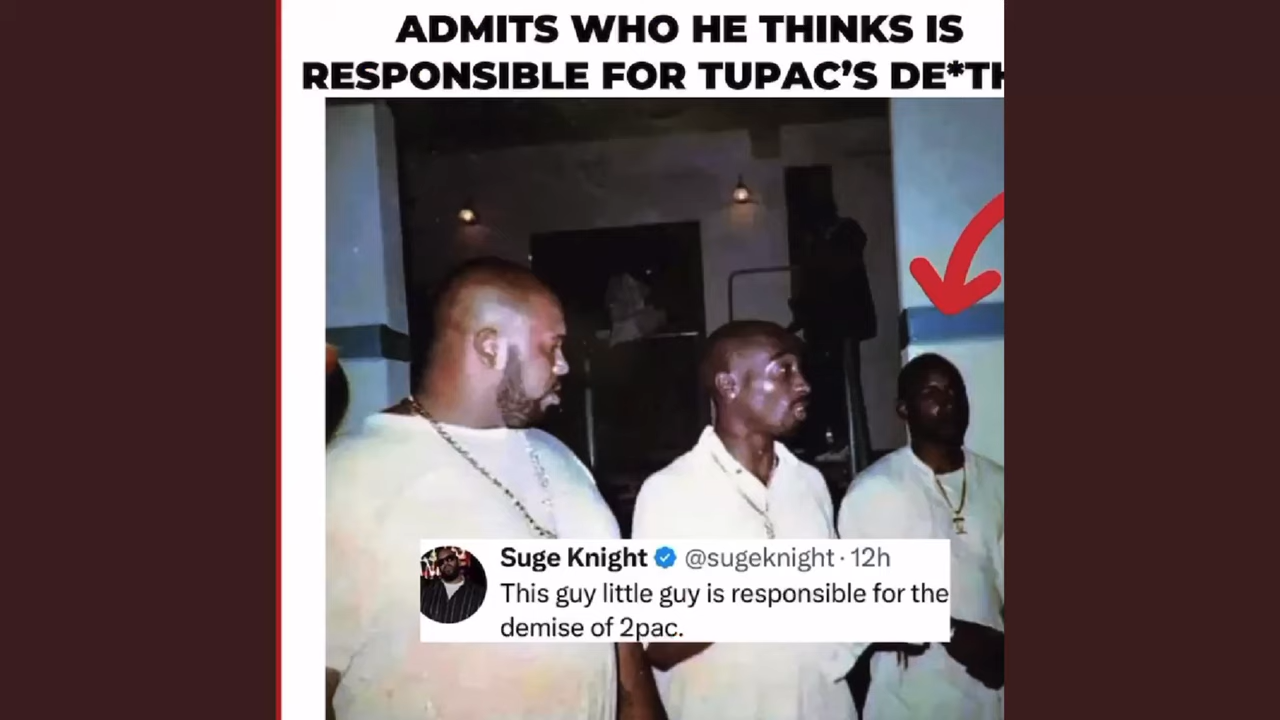 ADMITS WHO HE THINKS IS
RESPONSIBLE FOR TUPAC’S DE*TH
Suge Knight @sugeknight · 12h
This guy little guy is responsible for the
demise of 2pac.